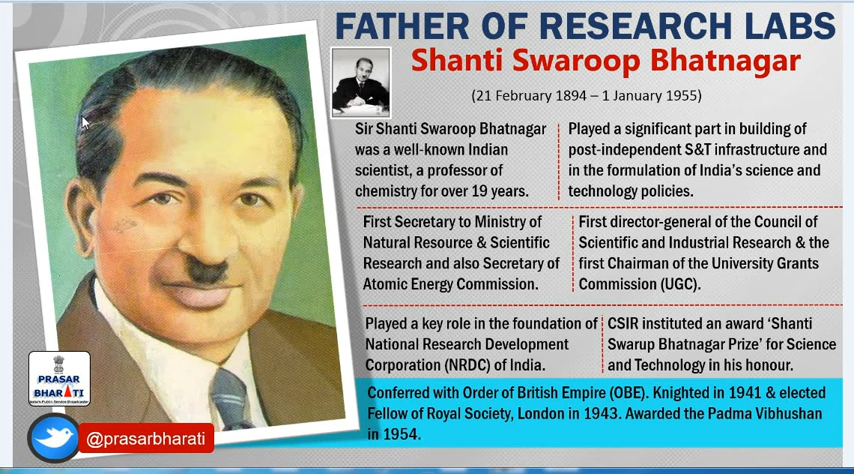 FATHER OF RESEARCH LABS
Shanti Swaroop Bhatnagar
(21 February 1894 – 1 January 1955)
Sir Shanti Swaroop Bhatnagar
was a well-known Indian
scientist, a professor of
chemistry for over 19 years.
Played a significant part in building of
post-independent S&T infrastructure and
in the formulation of India's science and
technology policies.
First Secretary to Ministry of
Natural Resource & Scientific
Research and also Secretary of
Atomic Energy Commission.
First director-general of the Council of
Scientific and Industrial Research & the
first Chairman of the University Grants
Commission (UGC).
Played a key role in the foundation of
National Research Development
Corporation (NRDC) of India.
CSIR instituted an award 'Shanti
Swarup Bhatnagar Prize' for Science
and Technology in his honour.
Conferred with Order of British Empire (OBE). Knighted in 1941 & elected
Fellow of Royal Society, London in 1943. Awarded the Padma Vibhushan
in 1954.
PRASAR
BHARATI
India's Public Service Broadcaster
@prasarbharati